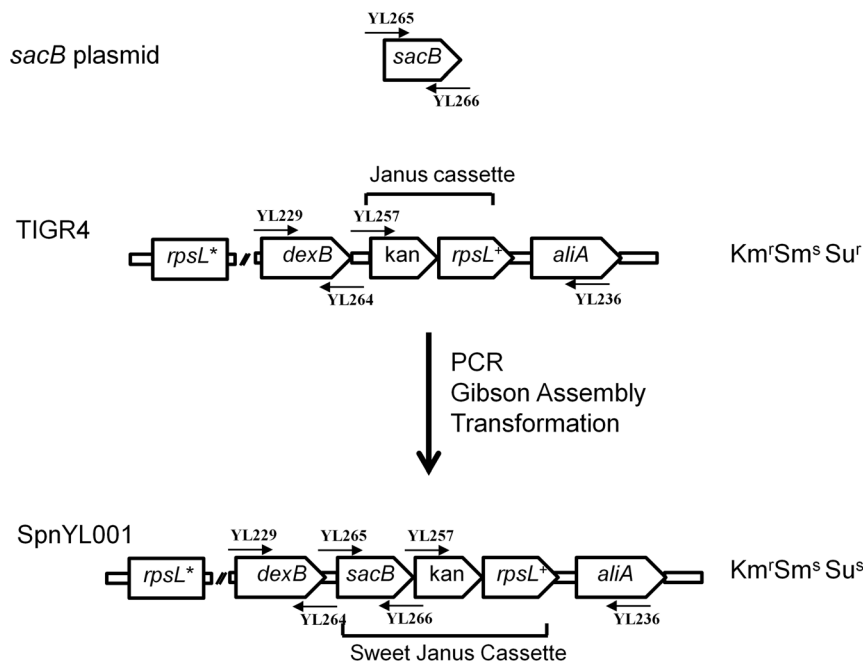 YL265
sacB plasmid
sacB
YL266
Janus cassette
TIGR4
YL229 YL257
rpsL* dexB kan rpsL⁺ aliA KmʳSmˢ Suʳ
YL264 YL236
PCR
Gibson Assembly
Transformation
SpnYL001
YL229 YL265 YL257
rpsL* dexB sacB kan rpsL⁺ aliA KmʳSmˢ Suˢ
YL264 YL266 YL236
Sweet Janus Cassette